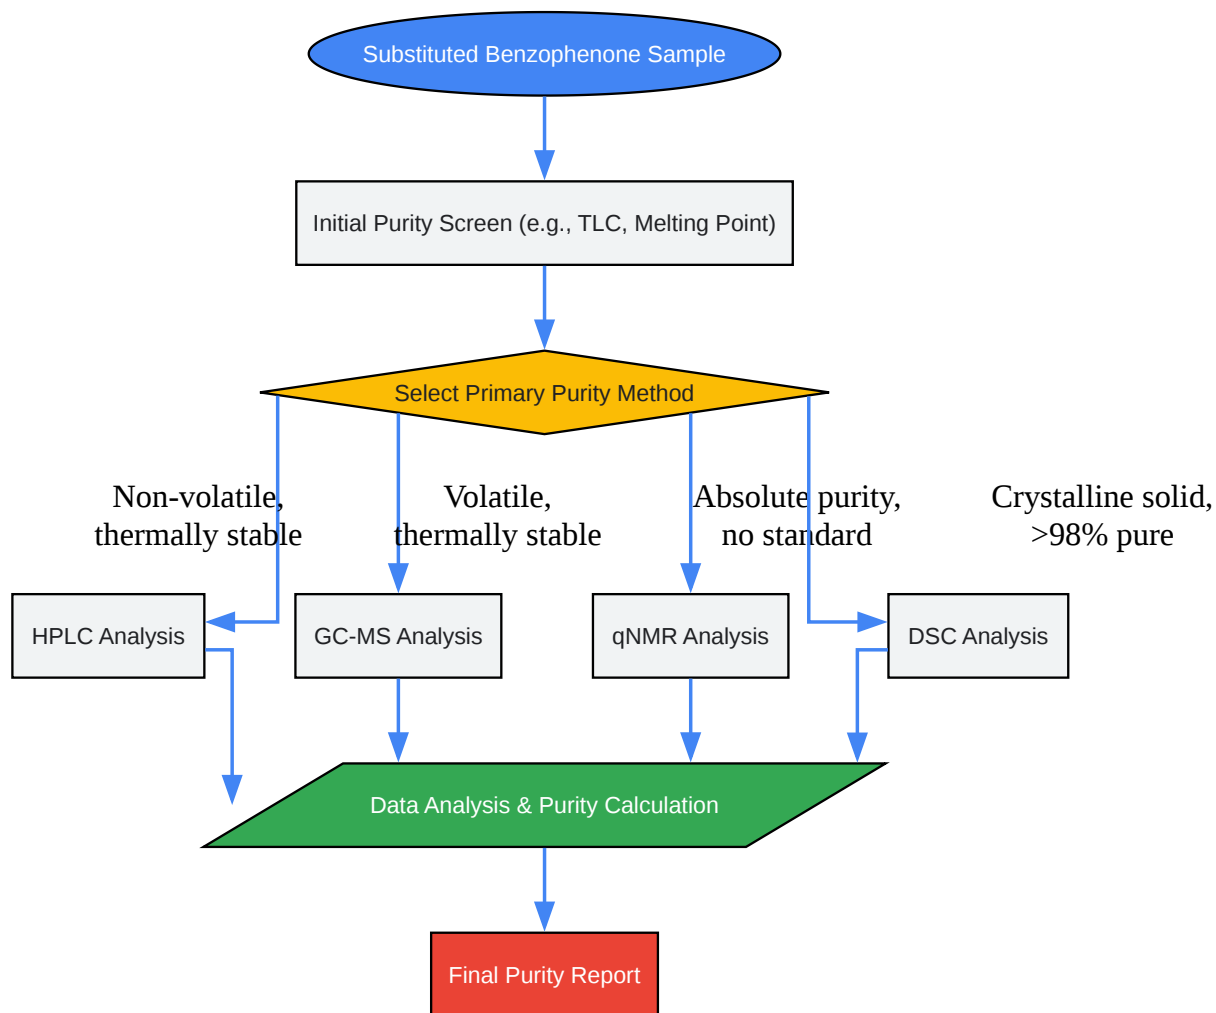 Substituted Benzophenone Sample
Initial Purity Screen (e.g., TLC, Melting Point)
Select Primary Purity Method
Non-volatile,
thermally stable
Volatile,
thermally stable
Absolute purity,
no standard
Crystalline solid,
>98% pure
HPLC Analysis
GC-MS Analysis
qNMR Analysis
DSC Analysis
Data Analysis & Purity Calculation
Final Purity Report